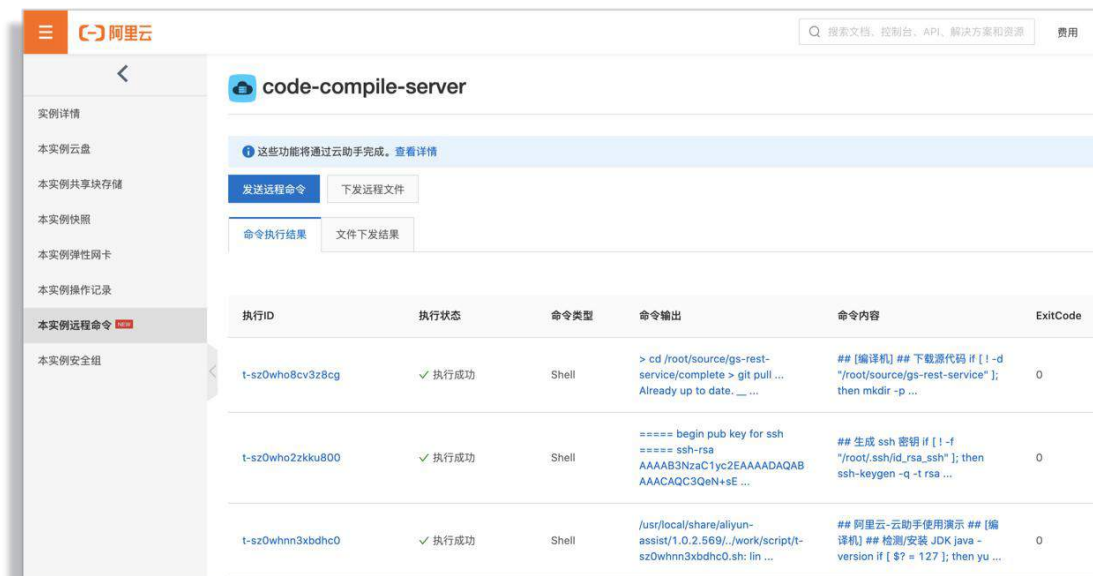 阿里云
搜索文档、控制台、API、解决方案和资源
费用
code-compile-server
实例详情
本实例云盘
本实例共享块存储
本实例快照
本实例弹性网卡
本实例操作记录
本实例远程命令 NEW
本实例安全组
这些功能将通过云助手完成。查看详情
发送远程命令 下发远程文件
命令执行结果 文件下发结果
执行ID 执行状态 命令类型 命令输出 命令内容 ExitCode
t-sz0who8cv3z8cg
执行成功
Shell
> cd /root/source/gs-rest-
service/complete > git pull ...
Already up to date. __ ...
## [编译机] ## 下载源代码 if [ ! -d
"/root/source/gs-rest-service" ];
then mkdir -p ...
0
t-sz0who2zkku800
执行成功
Shell
===== begin pub key for ssh
===== ssh-rsa
AAAAB3NzaC1yc2EAAAADAQAB
AAACAQC3QeN+sE ...
## 生成 ssh 密钥 if [ ! -f
"/root/.ssh/id_rsa_ssh" ]; then
ssh-keygen -q -t rsa ...
0
t-sz0whnn3xbdhc0
执行成功
Shell
/usr/local/share/aliyun-
assist/1.0.2.569/../work/script/t-
sz0whnn3xbdhc0.sh: lin ...
## 阿里云-云助手使用演示 ## [编
译机] ## 检测/安装 JDK java -
version if [ $? = 127 ]; then yu ...
0